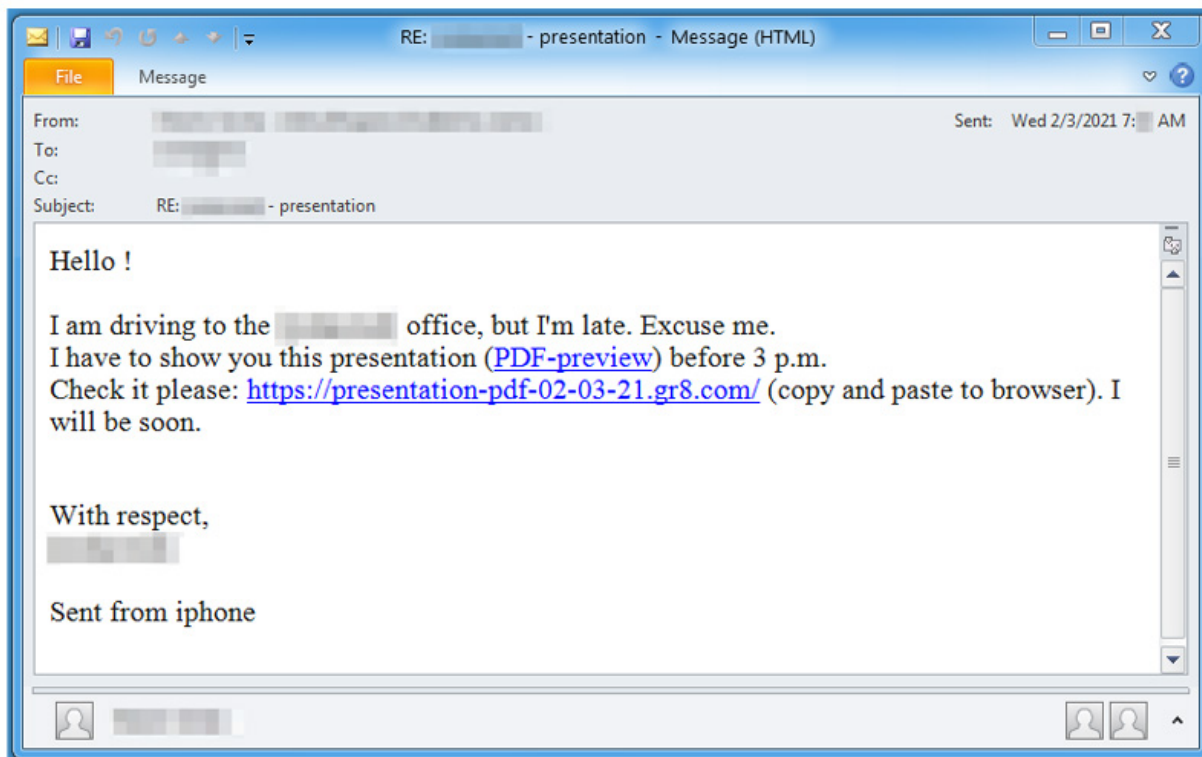 RE: - presentation - Message (HTML)
File Message
From:
Sent: Wed 2/3/2021 7: AM
To:
Cc:
Subject: RE: - presentation
Hello !
I am driving to the office, but I'm late. Excuse me.
I have to show you this presentation (PDF-preview) before 3 p.m.
Check it please: https://presentation-pdf-02-03-21.gr8.com/ (copy and paste to browser). I
will be soon.
With respect,
Sent from iphone